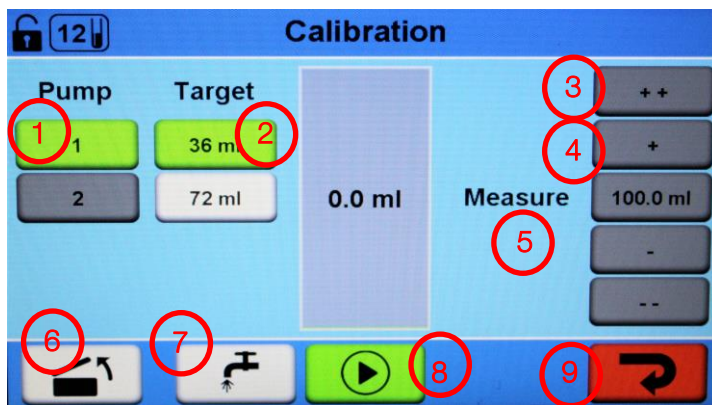 12 Calibration
Pump Target
3 ++
1 1 36 ml 2
4 +
2 72 ml 0.0 ml Measure 100.0 ml
5 -
--
6 7 8 9